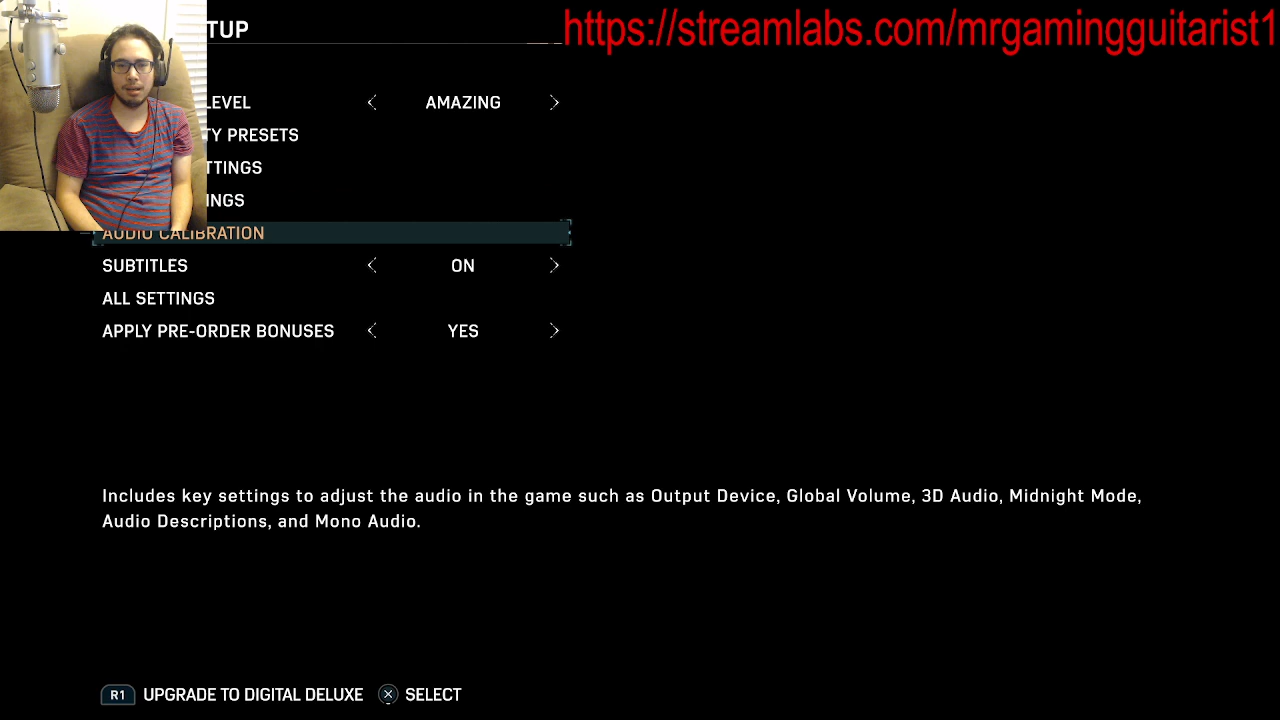 TUP
https://streamlabs.com/mrgamingguitarist1
LEVEL AMAZING
TY PRESETS
TTINGS
INGS
AUDIO CALIBRATION
SUBTITLES ON
ALL SETTINGS
APPLY PRE-ORDER BONUSES YES
Includes key settings to adjust the audio in the game such as Output Device, Global Volume, 3D Audio, Midnight Mode,
Audio Descriptions, and Mono Audio.
R1 UPGRADE TO DIGITAL DELUXE SELECT